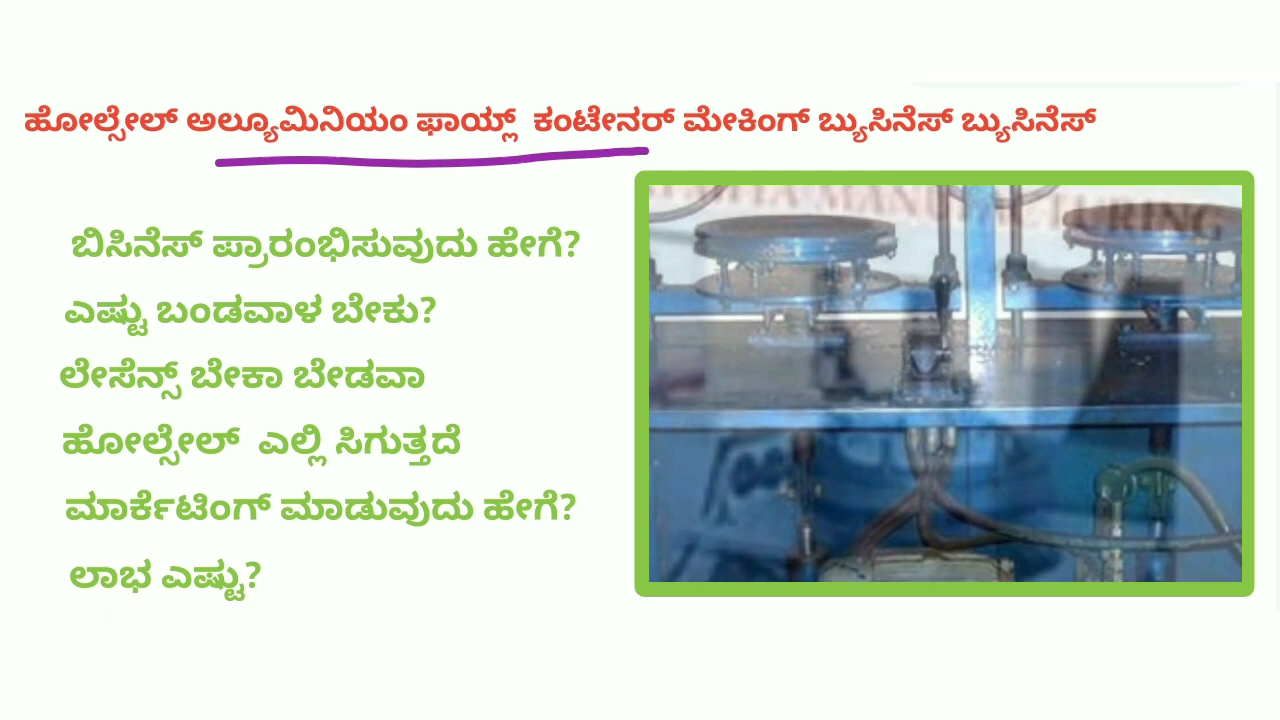 ಹೋಲ್ಸೇಲ್ ಅಲ್ಯೂಮಿನಿಯಂ ಫಾಯ್ಲ್ ಕಂಟೇನರ್ ಮೇಕಿಂಗ್ ಬ್ಯುಸಿನೆಸ್ ಬ್ಯುಸಿನೆಸ್
ಬಿಸಿನೆಸ್ ಪ್ರಾರಂಭಿಸುವುದು ಹೇಗೆ?
ಎಷ್ಟು ಬಂಡವಾಳ ಬೇಕು?
ಲೇಸೆನ್ಸ್ ಬೇಕಾ ಬೇಡವಾ
ಹೋಲ್ಸೇಲ್ ಎಲ್ಲಿ ಸಿಗುತ್ತದೆ
ಮಾರ್ಕೆಟಿಂಗ್ ಮಾಡುವುದು ಹೇಗೆ?
ಲಾಭ ಎಷ್ಟು?